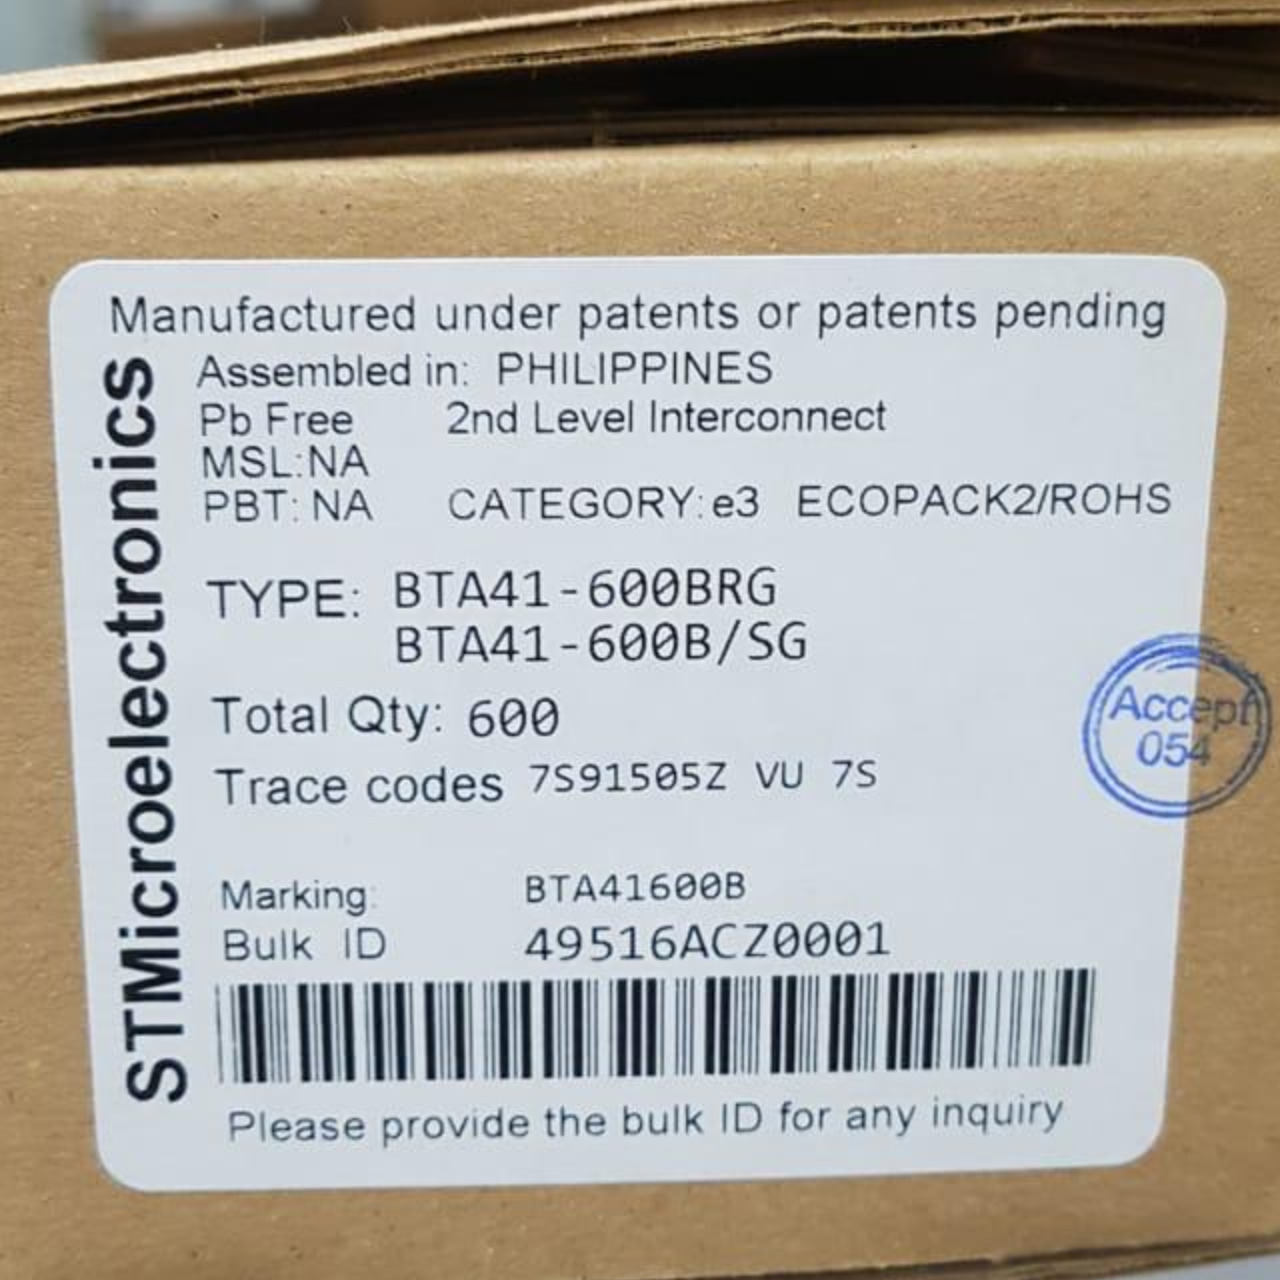 Manufactured under patents or patents pending
STMicroelectronics
Assembled in: PHILIPPINES
Pb Free 2nd Level Interconnect
MSL:NA
PBT: NA CATEGORY:e3 ECOPACK2/ROHS
TYPE: BTA41-600BRG
BTA41-600B/SG
Total Qty: 600
Trace codes 7S91505Z VU 7S
Accept
054
Marking: BTA41600B
Bulk ID 49516ACZ0001
Please provide the bulk ID for any inquiry